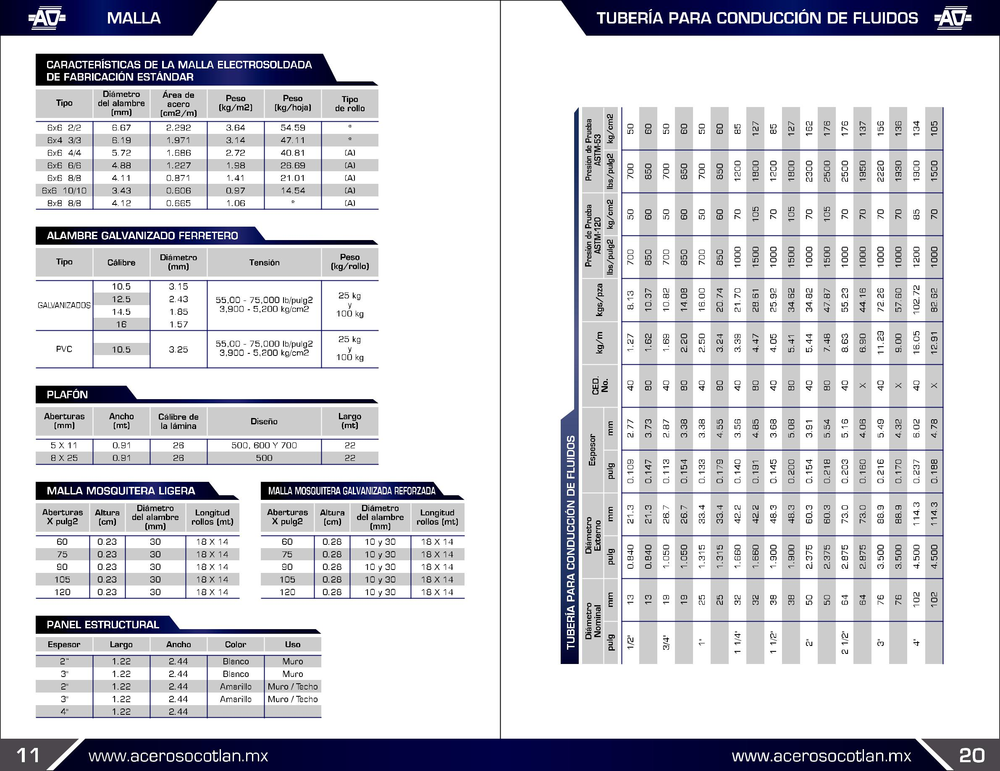 MALLA
CARACTERÍSTICAS DE LA MALLA ELECTROSOLDADA
DE FABRICACIÓN ESTÁNDAR
Tipo Diámetro del alambre (mm) Área de acero (cm2/m) Peso (kg/m2) Peso (kg/hoja) Tipo de rollo
6x6 2/2 6.67 2.292 3.64 54.59 *
6x4 3/3 6.19 1.971 3.14 47.11 *
6x6 4/4 5.72 1.686 2.72 40.81 (A)
6x6 6/6 4.88 1.227 1.98 26.69 (A)
6x6 8/8 4.11 0.871 1.41 21.01 (A)
6x6 10/10 3.43 0.606 0.97 14.54 (A)
8x8 8/8 4.12 0.665 1.06 * (A)
ALAMBRE GALVANIZADO FERRETERO
Tipo Cálibre Diámetro (mm) Tensión Peso (kg/rollo)
GALVANIZADOS
10.5 3.15
12.5 2.43
14.5 1.85
16 1.57
55,00 - 75,000 lb/pulg2
3,900 - 5,200 kg/cm2
25 kg
y
100 kg
PVC 10.5 3.25
55,00 - 75,000 lb/pulg2
3,900 - 5,200 kg/cm2
25 kg
y
100 kg
PLAFÓN
Aberturas (mm) Ancho (mt) Cálibre de la lámina Diseño Largo (mt)
5 X 11 0.91 26 500, 600 Y 700 22
8 X 25 0.91 26 500 22
MALLA MOSQUITERA LIGERA
Aberturas X pulg2 Altura (cm) Diámetro del alambre (mm) Longitud rollos (mt)
60 0.23 30 18 X 14
75 0.23 30 18 X 14
90 0.23 30 18 X 14
105 0.23 30 18 X 14
120 0.23 30 18 X 14
MALLA MOSQUITERA GALVANIZADA REFORZADA
Aberturas X pulg2 Altura (cm) Diámetro del alambre (mm) Longitud rollos (mt)
60 0.28 10 y 30 18 X 14
75 0.28 10 y 30 18 X 14
90 0.28 10 y 30 18 X 14
105 0.28 10 y 30 18 X 14
120 0.28 10 y 30 18 X 14
PANEL ESTRUCTURAL
Espesor Largo Ancho Color Uso
2" 1.22 2.44 Blanco Muro
3" 1.22 2.44 Blanco Muro
2" 1.22 2.44 Amarillo Muro / Techo
3" 1.22 2.44 Amarillo Muro / Techo
4" 1.22 2.44
11
www.acerosocotlan.mx
TUBERÍA PARA CONDUCCIÓN DE FLUIDOS
AO
TUBERÍA PARA CONDUCCIÓN DE FLUIDOS
Diámetro Nominal Diámetro Externo Espesor CED. No. kg/m kgs/pza Presión de Prueba ASTM-120 Presión de Prueba ASTM-53
pulg mm pulg mm pulg mm lbs/pulg2 kg/cm2 lbs/pulg2 kg/cm2
1/2" 13 0.840 21.3 0.109 2.77 40 1.27 8.13 700 50 700 50
13 0.840 21.3 0.147 3.73 80 1.62 10.37 850 60 850 60
3/4" 19 1.050 26.7 0.113 2.87 40 1.69 10.82 700 50 700 50
19 1.050 26.7 0.154 3.38 80 2.20 14.08 850 60 850 60
1" 25 1.315 33.4 0.133 3.38 40 2.50 16.00 700 50 700 50
25 1.315 33.4 0.179 4.55 80 3.24 20.74 850 60 850 60
1 1/4" 32 1.660 42.2 0.140 3.56 40 3.39 21.70 1000 70 1200 85
32 1.660 42.2 0.191 4.85 80 4.47 28.61 1500 105 1800 127
1 1/2" 38 1.900 48.3 0.145 3.68 40 4.05 25.92 1000 70 1200 85
38 1.900 48.3 0.200 5.08 80 5.41 34.62 1500 105 1800 127
2" 50 2.375 60.3 0.154 3.91 40 5.44 34.82 1000 70 2300 162
50 2.375 60.3 0.218 5.54 80 7.48 47.87 1500 105 2500 176
2 1/2" 64 2.875 73.0 0.203 5.16 40 8.63 55.23 1000 70 2500 176
64 2.875 73.0 0.160 4.06 X 6.90 44.16 1000 70 1950 137
3" 76 3.500 88.9 0.216 5.49 40 11.29 72.26 1000 70 2220 156
76 3.500 88.9 0.170 4.32 X 9.00 57.60 1000 70 1930 136
4" 102 4.500 114.3 0.237 6.02 40 16.05 102.72 1200 85 1900 134
102 4.500 114.3 0.188 4.78 X 12.91 82.62 1000 70 1500 105
www.acerosocotlan.mx
20